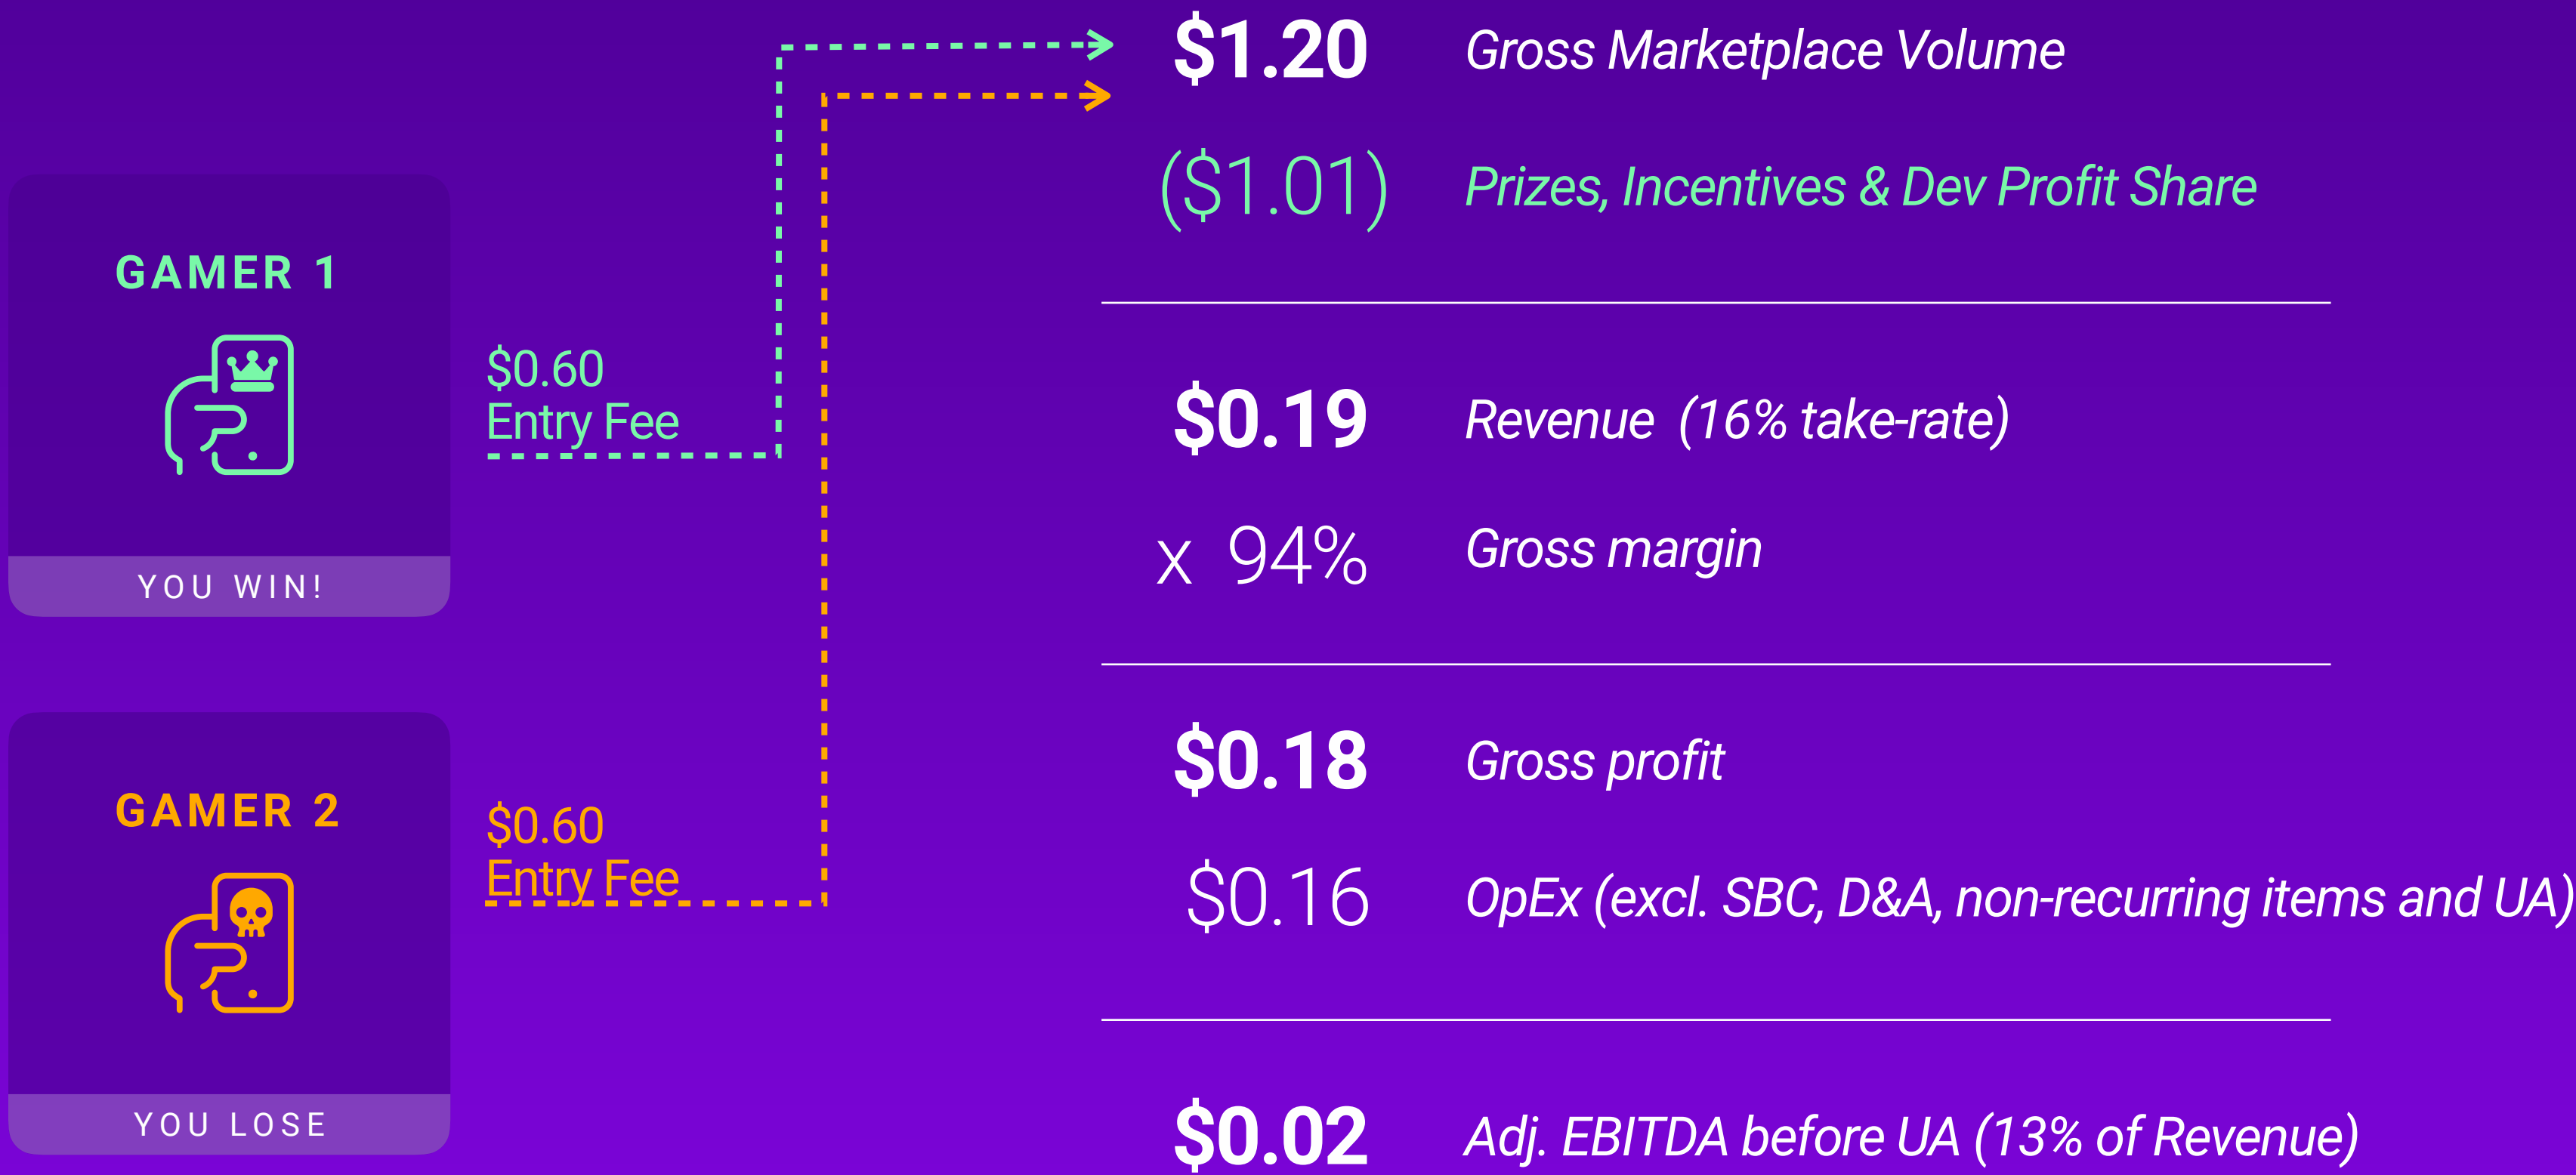 GAMER 1
YOU WIN!
$0.60
Entry Fee
GAMER 2
YOU LOSE
$0.60
Entry Fee
$1.20 Gross Marketplace Volume
($1.01) Prizes, Incentives & Dev Profit Share
$0.19 Revenue (16% take-rate)
x 94% Gross margin
$0.18 Gross profit
$0.16 OpEx (excl. SBC, D&A, non-recurring items and UA)
$0.02 Adj. EBITDA before UA (13% of Revenue)